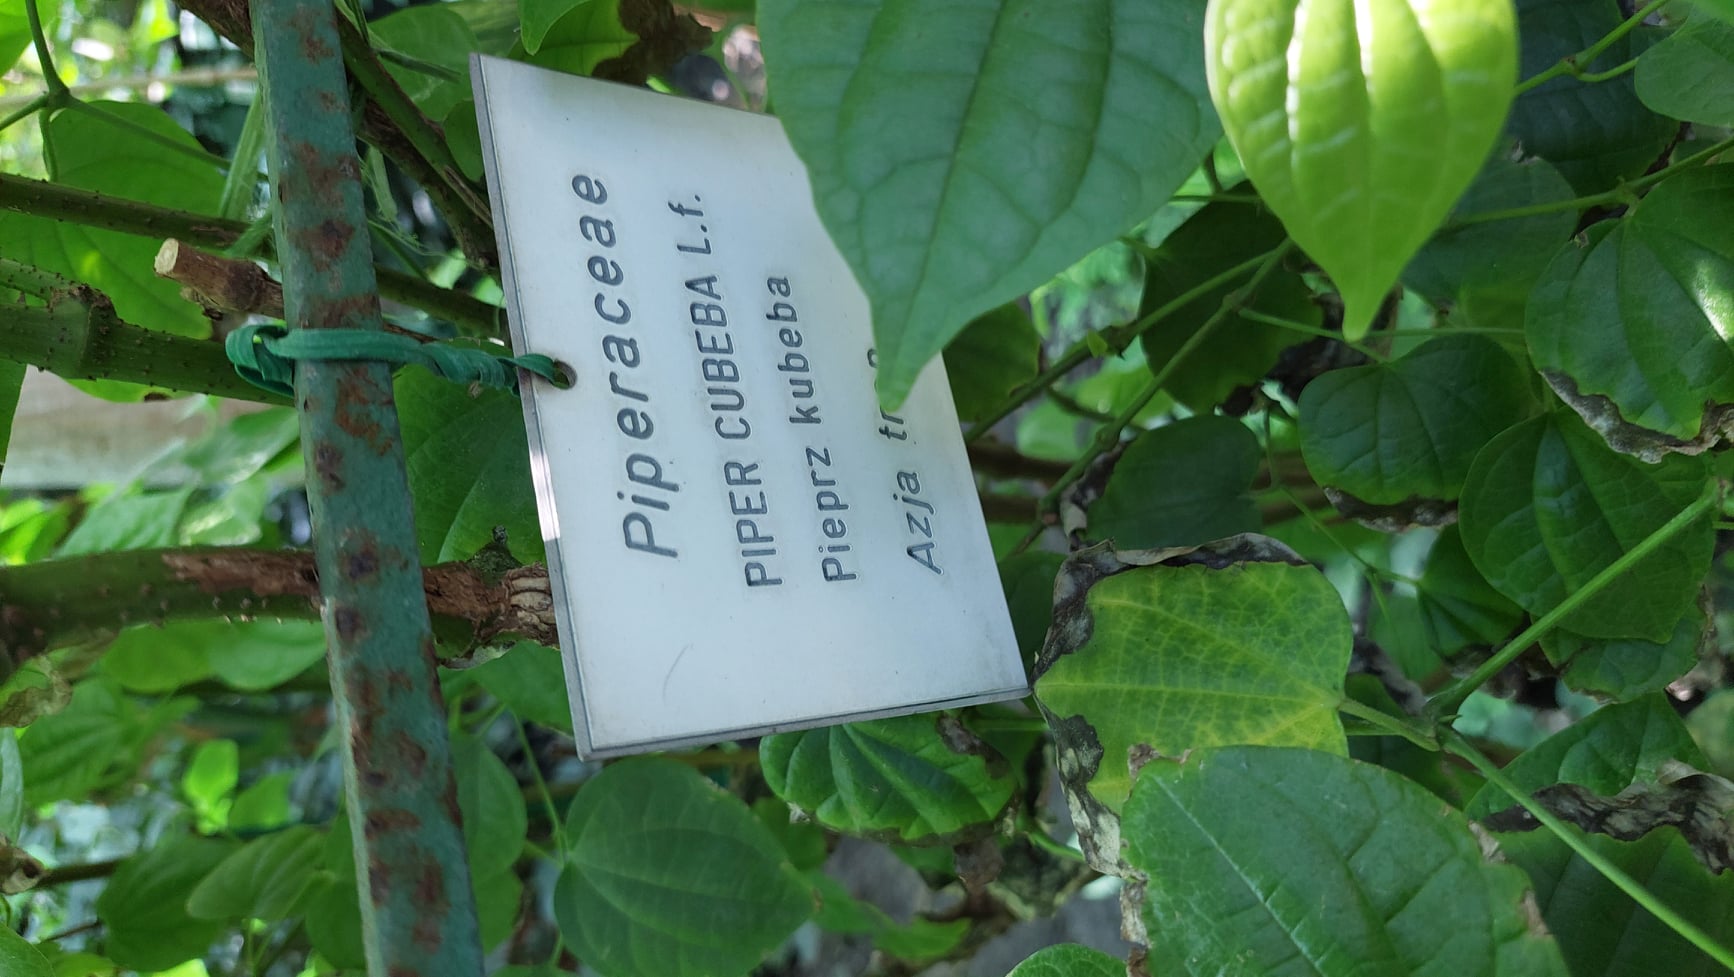 Piperaceae
PIPER CUBEBA L.f.
Pieprz kubeba
Azja